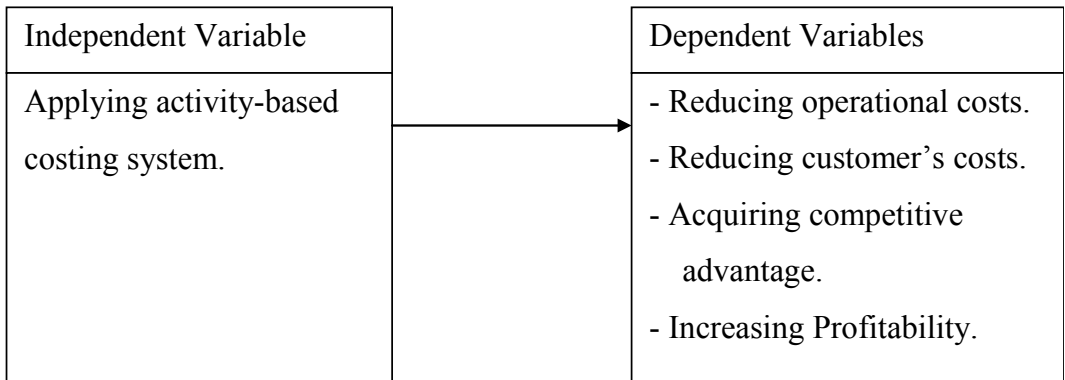 Independent Variable
Applying activity-based
costing system.
Dependent Variables
- Reducing operational costs.
- Reducing customer’s costs.
- Acquiring competitive
advantage.
- Increasing Profitability.